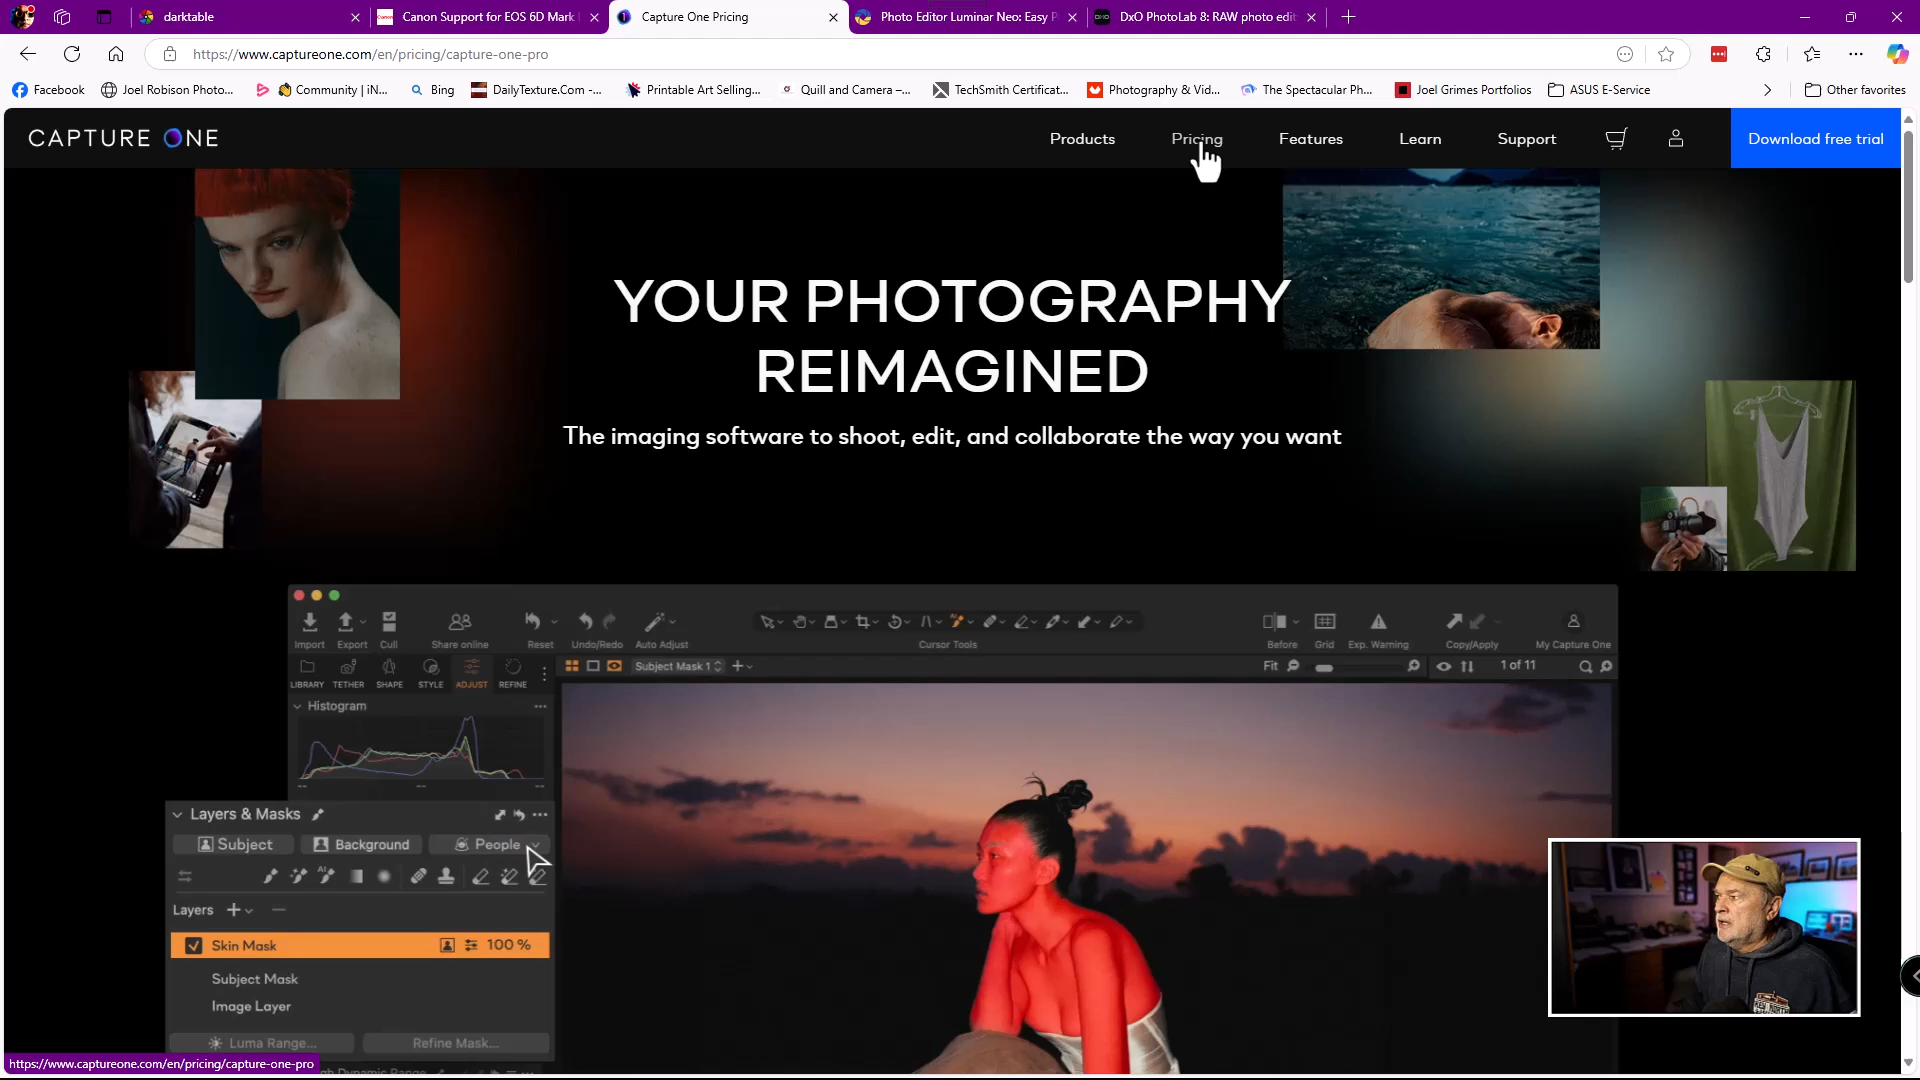 darktable
Canon Support for EOS 6D Mark
Capture One Pricing
Photo Editor Luminar Neo: Easy P
DxO PhotoLab 8: RAW photo edit
https://www.captureone.com/en/pricing/capture-one-pro
Facebook
Joel Robison Photo...
Community | iN...
Bing
DailyTexture.Com -...
Printable Art Selling...
Quill and Camera –...
TechSmith Certificat...
Photography & Vid...
The Spectacular Ph...
Joel Grimes Portfolios
ASUS E-Service
Other favorites
CAPTURE ONE
Products
Pricing
Features
Learn
Support
Download free trial
YOUR PHOTOGRAPHY
REIMAGINED
The imaging software to shoot, edit, and collaborate the way you want
Import
Export
Cull
Share online
Reset
Undo/Redo
Auto Adjust
Cursor Tools
Before
Grid
Exp. Warning
Copy/Apply
My Capture One
LIBRARY
TETHER
SHAPE
STYLE
ADJUST
REFINE
Subject Mask 1
Fit
1 of 11
Histogram
Layers & Masks
Subject
Background
People
Layers
Skin Mask
100 %
Subject Mask
Image Layer
Luma Range...
Refine Mask...
https://www.captureone.com/en/pricing/capture-one-pro
Dynamic Range